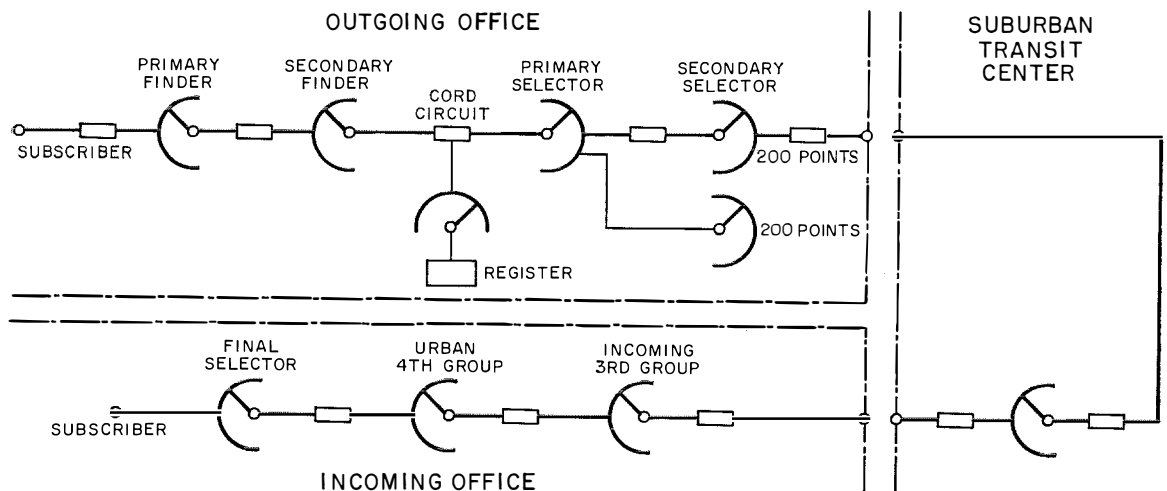 OUTGOING OFFICE
SUBURBAN
TRANSIT
CENTER
PRIMARY
FINDER
SECONDARY
FINDER
CORD
CIRCUIT
PRIMARY
SELECTOR
SECONDARY
SELECTOR
SUBSCRIBER
200 POINTS
200 POINTS
REGISTER
FINAL
SELECTOR
URBAN
4TH GROUP
INCOMING
3RD GROUP
SUBSCRIBER
INCOMING OFFICE